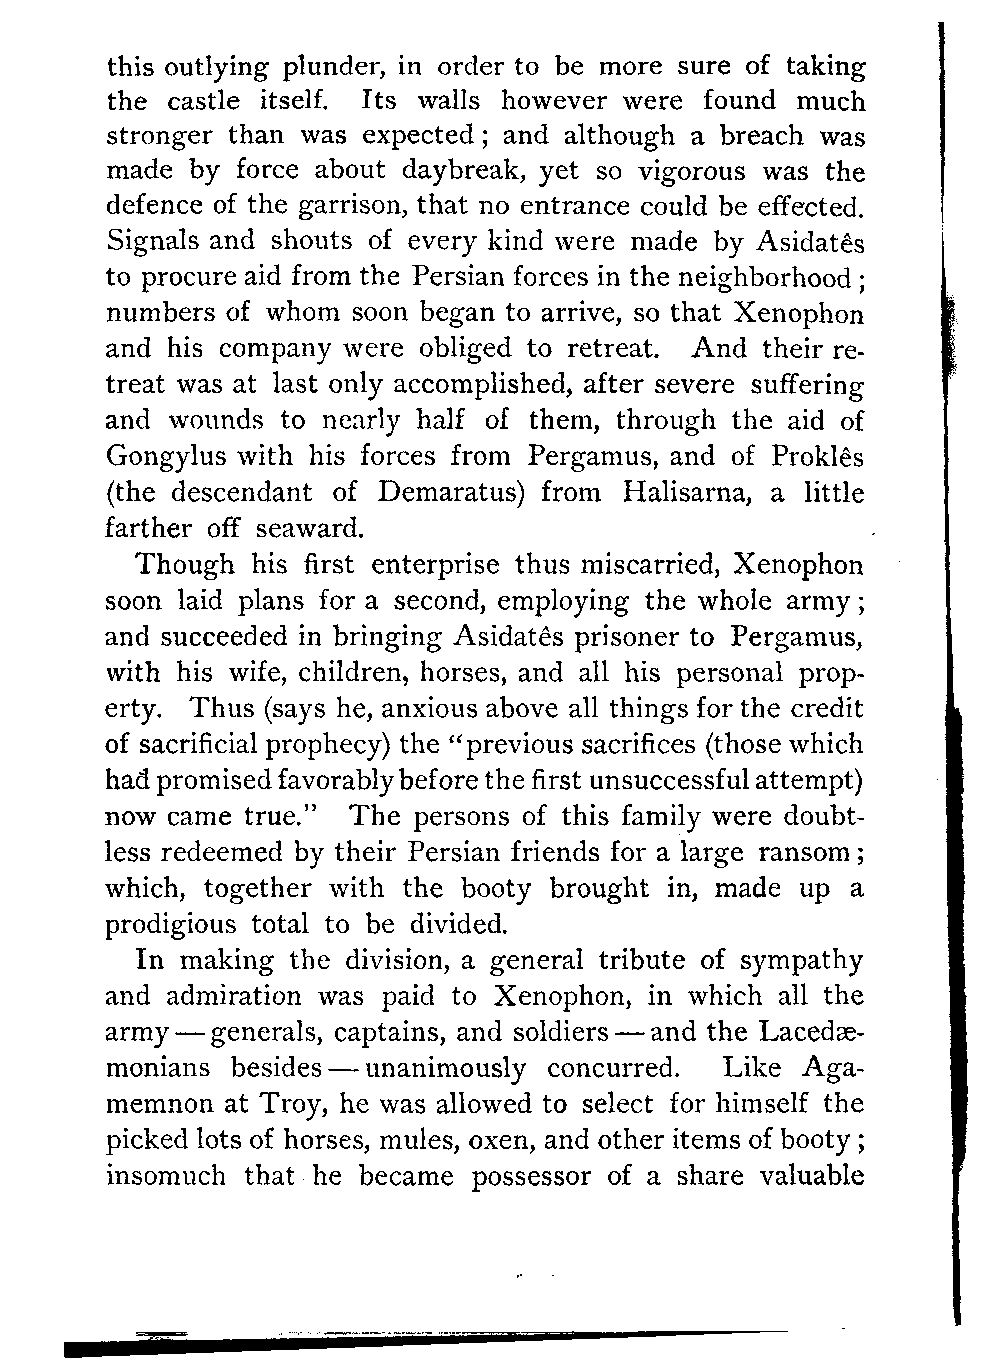 this outlying plunder, in order to be more sure of taking
the castle itself. Its walls however were found much
stronger than was expected; and although a breach was
made by force about daybreak, yet so vigorous was the
defence of the garrison, that no entrance could be effected.
Signals and shouts of every kind were made by Asidatês
to procure aid from the Persian forces in the neighborhood;
numbers of whom soon began to arrive, so that Xenophon
and his company were obliged to retreat. And their re-
treat was at last only accomplished, after severe suffering
and wounds to nearly half of them, through the aid of
Gongylus with his forces from Pergamus, and of Proklês
(the descendant of Demaratus) from Halisarna, a little
farther off seaward.
Though his first enterprise thus miscarried, Xenophon
soon laid plans for a second, employing the whole army;
and succeeded in bringing Asidatês prisoner to Pergamus,
with his wife, children, horses, and all his personal prop-
erty. Thus (says he, anxious above all things for the credit
of sacrificial prophecy) the “previous sacrifices (those which
had promised favorably before the first unsuccessful attempt)
now came true.” The persons of this family were doubt-
less redeemed by their Persian friends for a large ransom;
which, together with the booty brought in, made up a
prodigious total to be divided.
In making the division, a general tribute of sympathy
and admiration was paid to Xenophon, in which all the
army — generals, captains, and soldiers — and the Lacedæ-
monians besides — unanimously concurred. Like Aga-
memnon at Troy, he was allowed to select for himself the
picked lots of horses, mules, oxen, and other items of booty;
insomuch that he became possessor of a share valuable